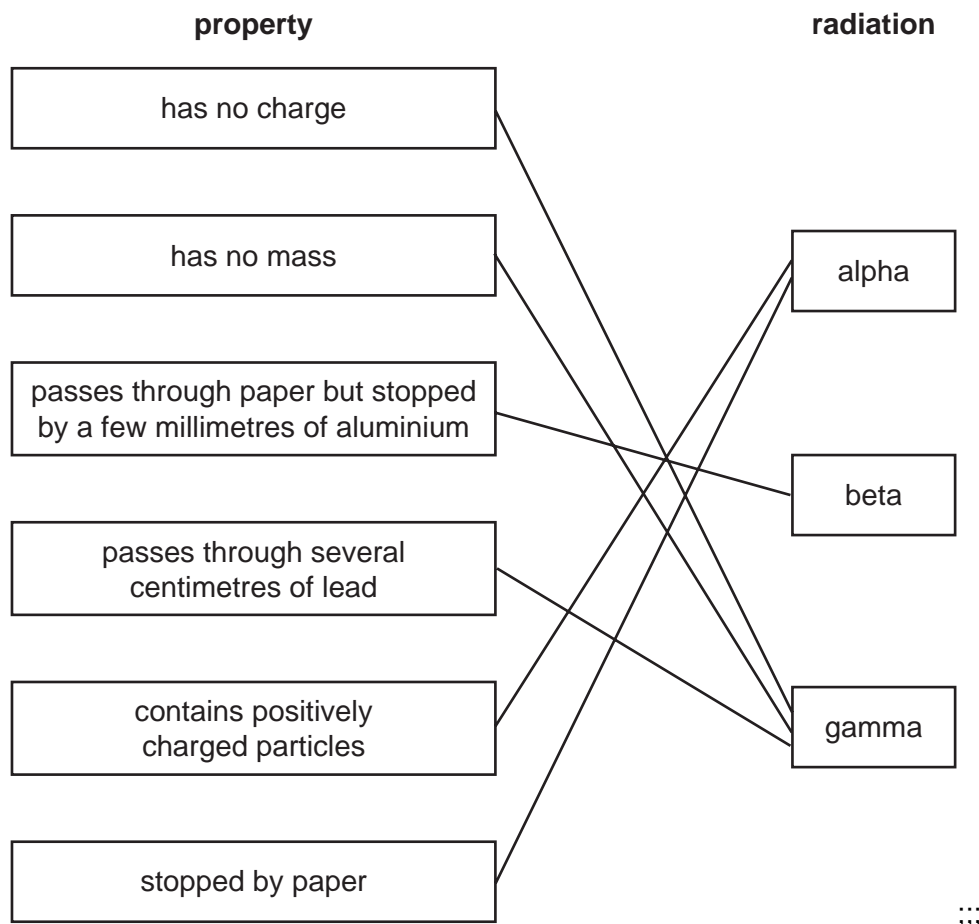 property
radiation
has no charge
has no mass
alpha
passes through paper but stopped
by a few millimetres of aluminium
beta
passes through several
centimetres of lead
contains positively
charged particles
gamma
stopped by paper